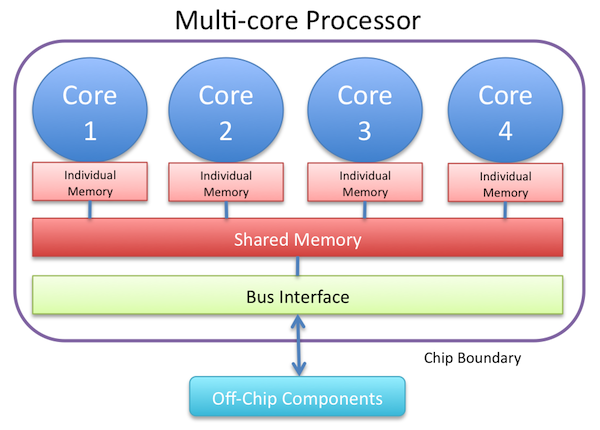 Multi-core Processor
Core
1
Core
2
Core
3
Core
4
Individual
Memory
Individual
Memory
Individual
Memory
Individual
Memory
Shared Memory
Bus Interface
Chip Boundary
Off-Chip Components